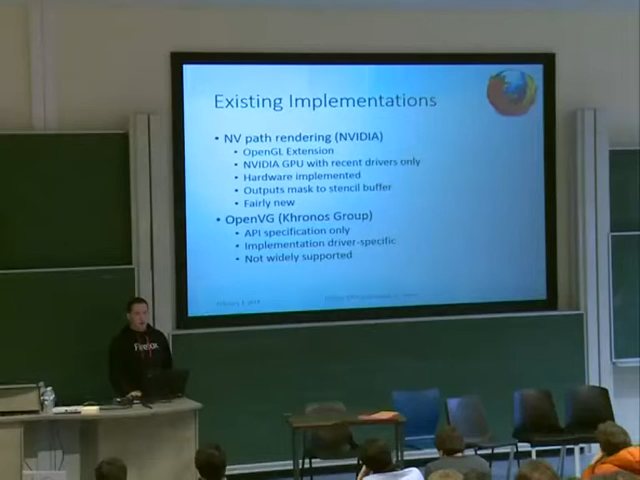 Existing Implementations
• NV path rendering (NVIDIA)
• OpenGL Extension
• NVIDIA GPU with recent drivers only
• Hardware implemented
• Outputs mask to stencil buffer
• Fairly new
• OpenVG (Khronos Group)
• API specification only
• Implementation driver-specific
• Not widely supported
Firefox